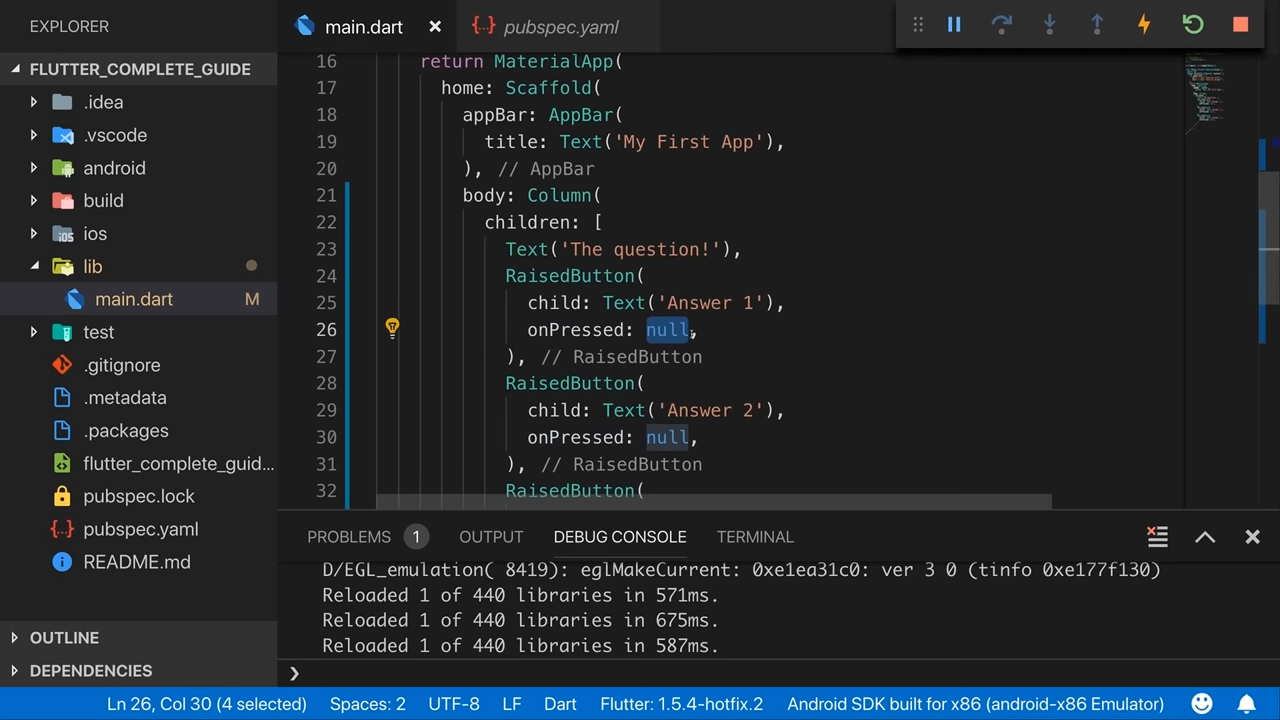 EXPLORER
FLUTTER_COMPLETE_GUIDE
.idea
.vscode
android
build
ios
lib
main.dart M
test
.gitignore
.metadata
.packages
flutter_complete_guid...
pubspec.lock
pubspec.yaml
README.md
OUTLINE
DEPENDENCIES
main.dart
pubspec.yaml
16 return MaterialApp(
17 home: Scaffold(
18 appBar: AppBar(
19 title: Text('My First App'),
20 ), // AppBar
21 body: Column(
22 children: [
23 Text('The question!'),
24 RaisedButton(
25 child: Text('Answer 1'),
26 onPressed: null,
27 ), // RaisedButton
28 RaisedButton(
29 child: Text('Answer 2'),
30 onPressed: null,
31 ), // RaisedButton
32 RaisedButton(
PROBLEMS 1 OUTPUT DEBUG CONSOLE TERMINAL
D/EGL_emulation( 8419): eglMakeCurrent: 0xe1ea31c0: ver 3 0 (tinfo 0xe177f130)
Reloaded 1 of 440 libraries in 571ms.
Reloaded 1 of 440 libraries in 675ms.
Reloaded 1 of 440 libraries in 587ms.
Ln 26, Col 30 (4 selected) Spaces: 2 UTF-8 LF Dart Flutter: 1.5.4-hotfix.2 Android SDK built for x86 (android-x86 Emulator)